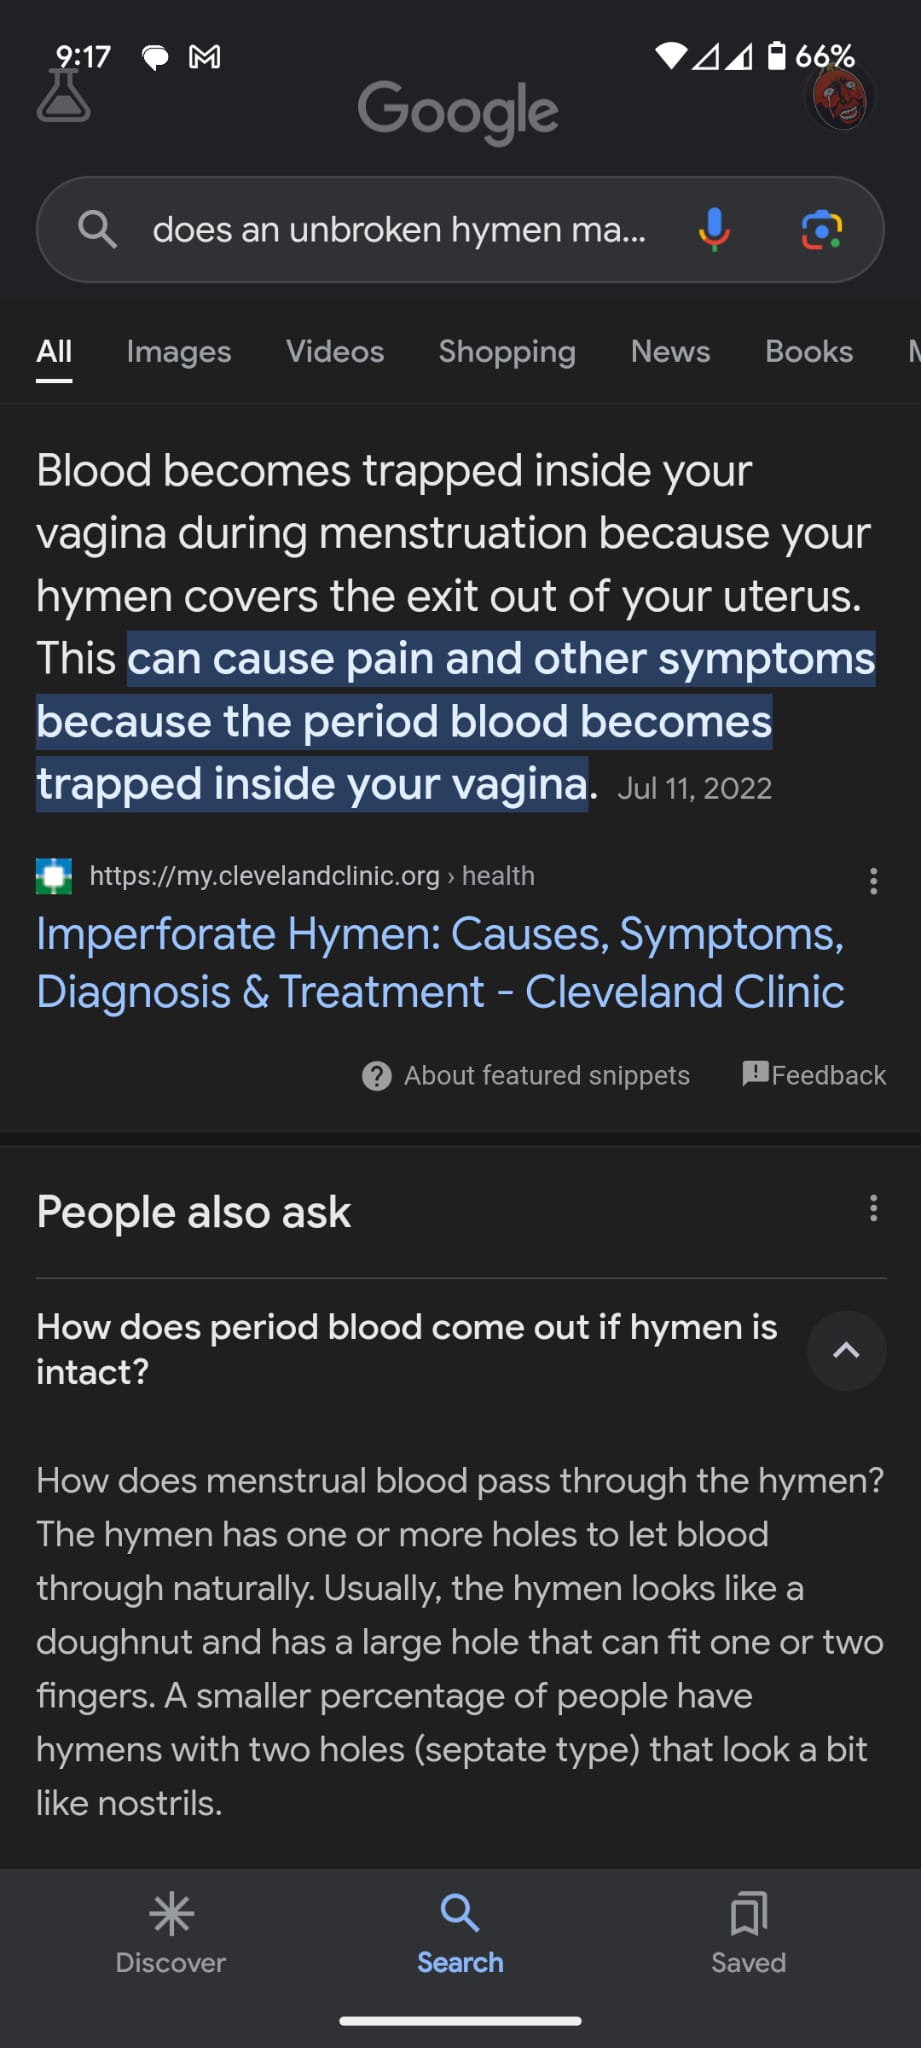 9:17 66%
Google
does an unbroken hymen ma...
All Images Videos Shopping News Books
Blood becomes trapped inside your
vagina during menstruation because your
hymen covers the exit out of your uterus.
This can cause pain and other symptoms
because the period blood becomes
trapped inside your vagina. Jul 11, 2022
https://my.clevelandclinic.org › health
Imperforate Hymen: Causes, Symptoms,
Diagnosis & Treatment - Cleveland Clinic
About featured snippets Feedback
People also ask
How does period blood come out if hymen is
intact?
How does menstrual blood pass through the hymen?
The hymen has one or more holes to let blood
through naturally. Usually, the hymen looks like a
doughnut and has a large hole that can fit one or two
fingers. A smaller percentage of people have
hymens with two holes (septate type) that look a bit
like nostrils.
Discover Search Saved